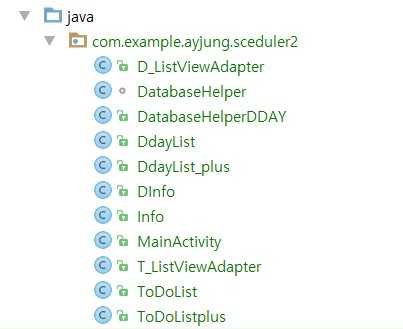 java
com.example.ayjung.sceduler2
D_ListViewAdapter
DatabaseHelper
DatabaseHelperDDAY
DdayList
DdayList_plus
DInfo
Info
MainActivity
T_ListViewAdapter
ToDoList
ToDoListplus